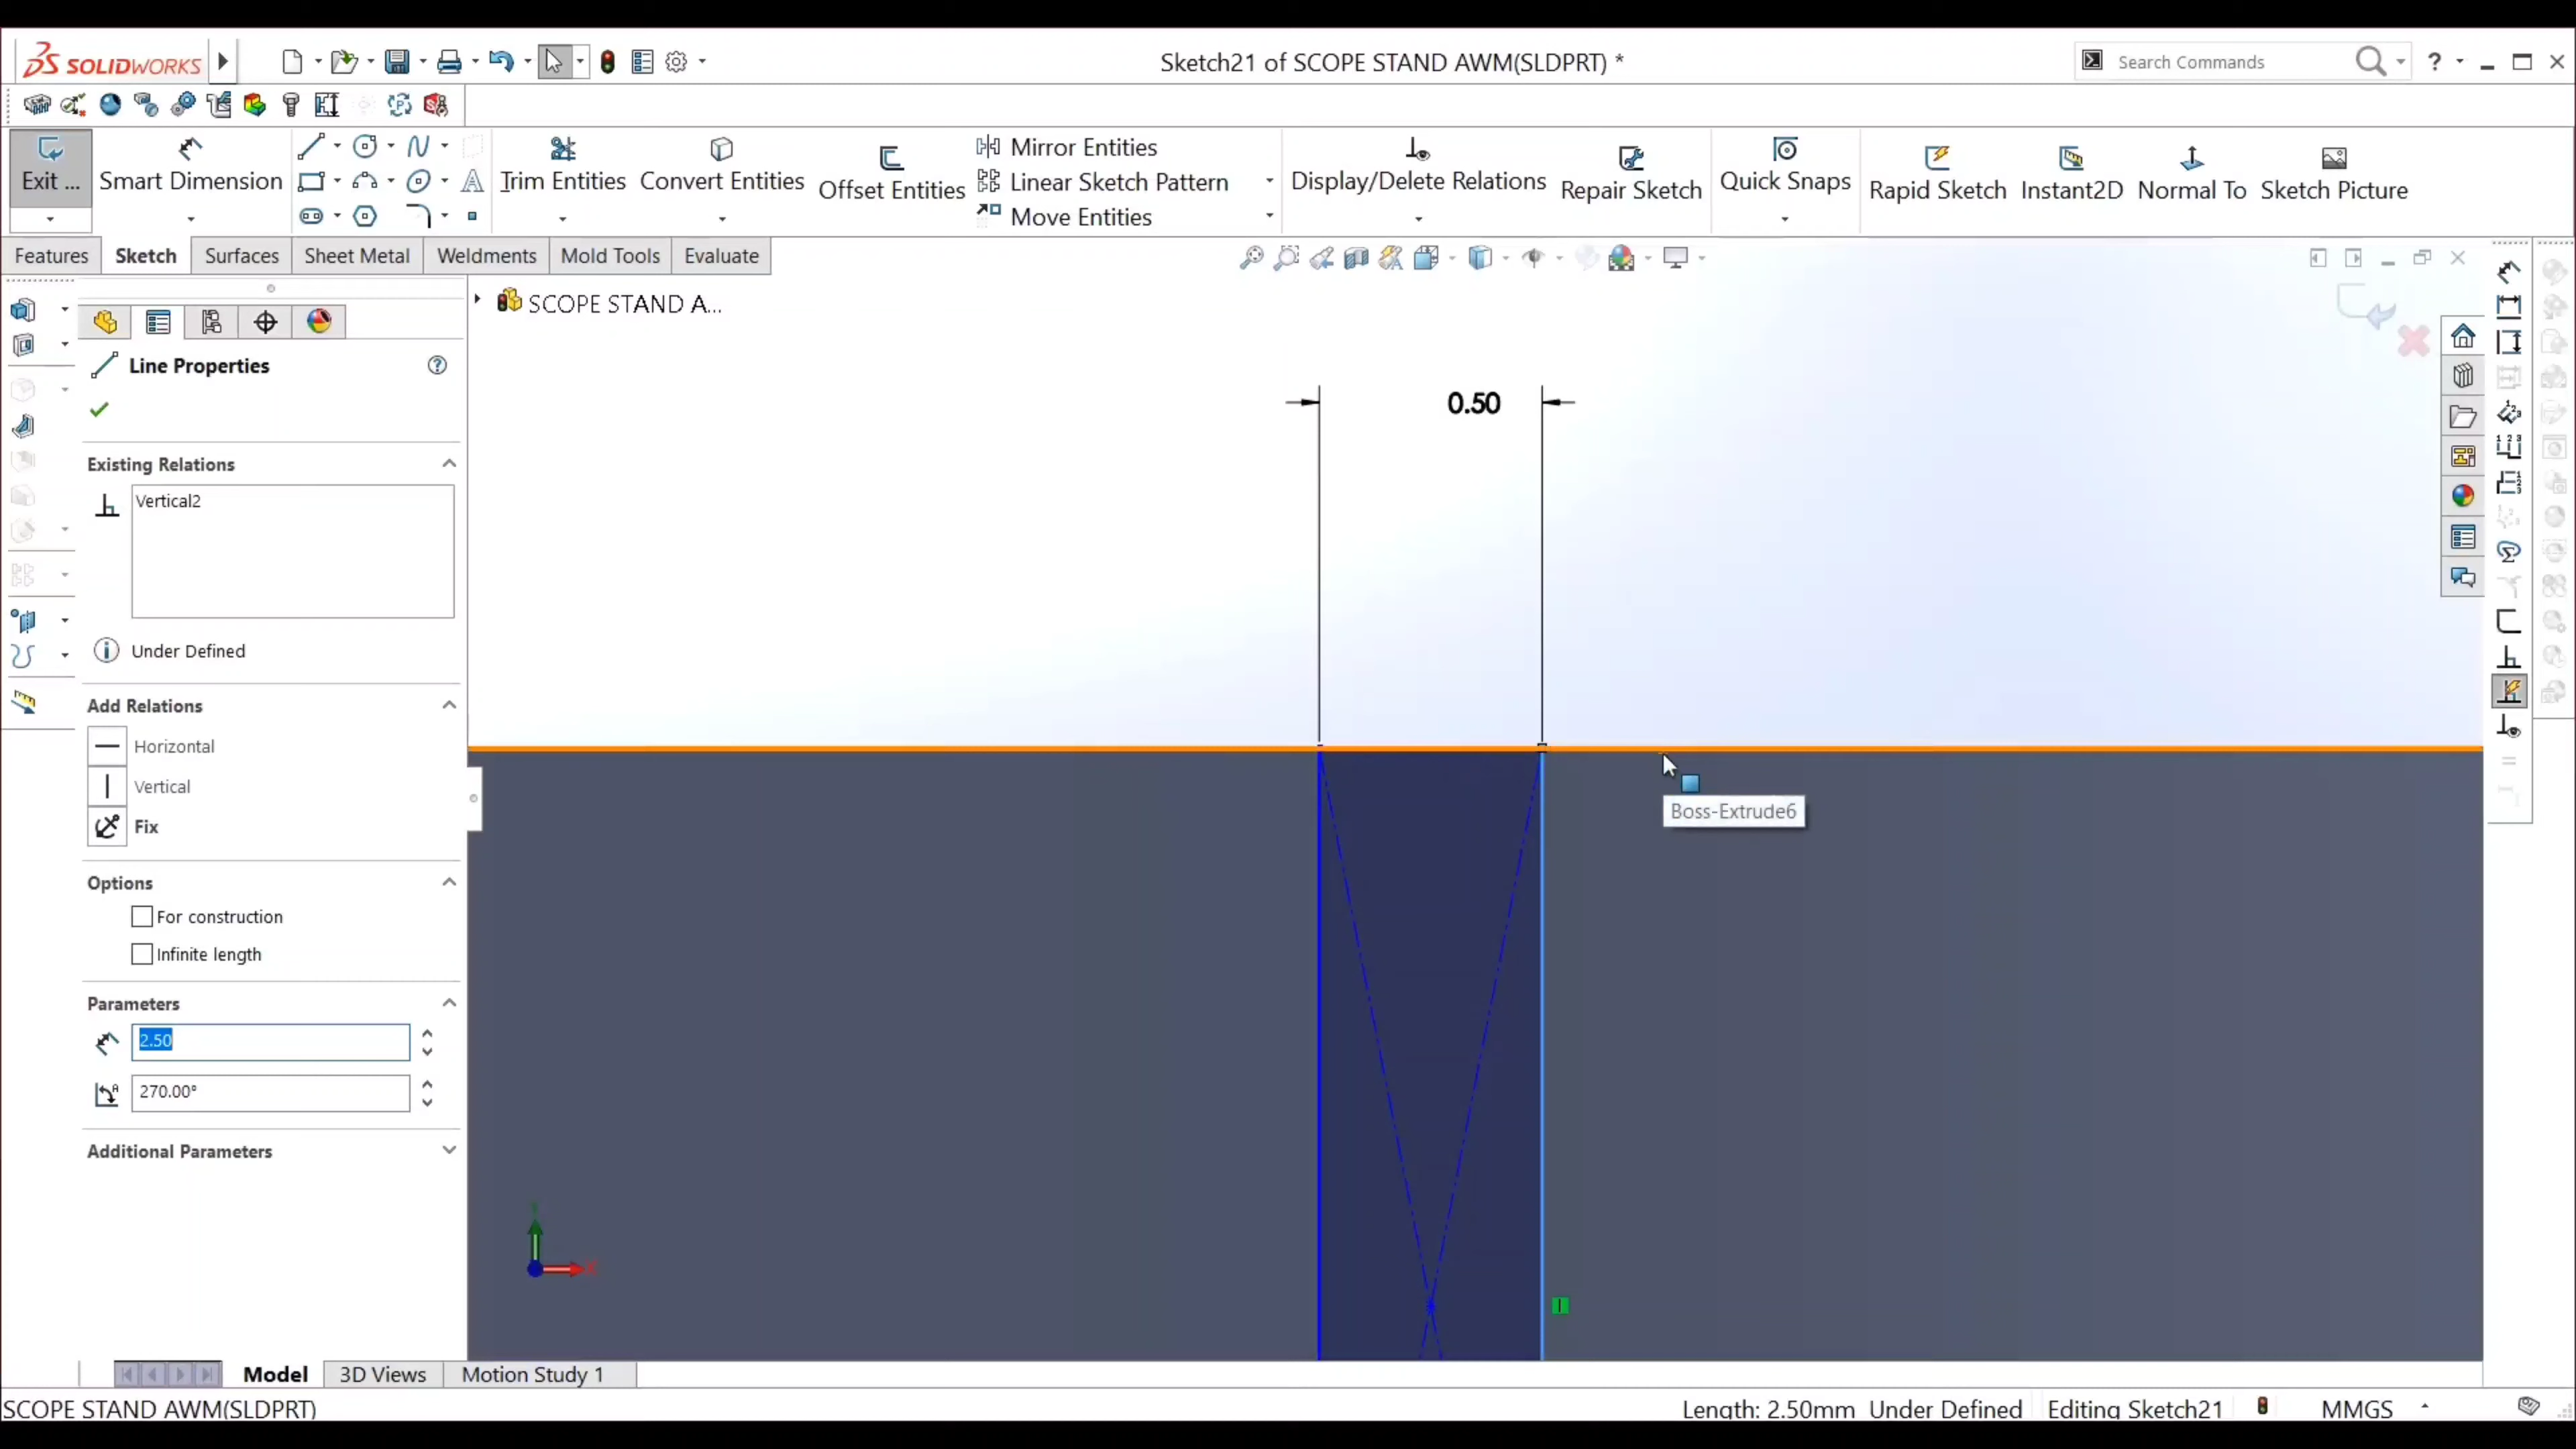 SOLIDWORKS
Sketch21 of SCOPE STAND AWM(SLDPRT) *
Search Commands
?
Exit ...
Smart Dimension
Trim Entities
Convert Entities
Offset Entities
Mirror Entities
Linear Sketch Pattern
Move Entities
Display/Delete Relations
Repair Sketch
Quick Snaps
Rapid Sketch
Instant2D
Normal To
Sketch Picture
Features
Sketch
Surfaces
Sheet Metal
Weldments
Mold Tools
Evaluate
SCOPE STAND A...
Line Properties
Existing Relations
Vertical2
Under Defined
Add Relations
Horizontal
Vertical
Fix
Options
For construction
Infinite length
Parameters
2.50
270.00°
Additional Parameters
0.50
Boss-Extrude6
Y
X
Model
3D Views
Motion Study 1
SCOPE STAND AWM(SLDPRT)
Length: 2.50mm
Under Defined
Editing Sketch21
MMGS